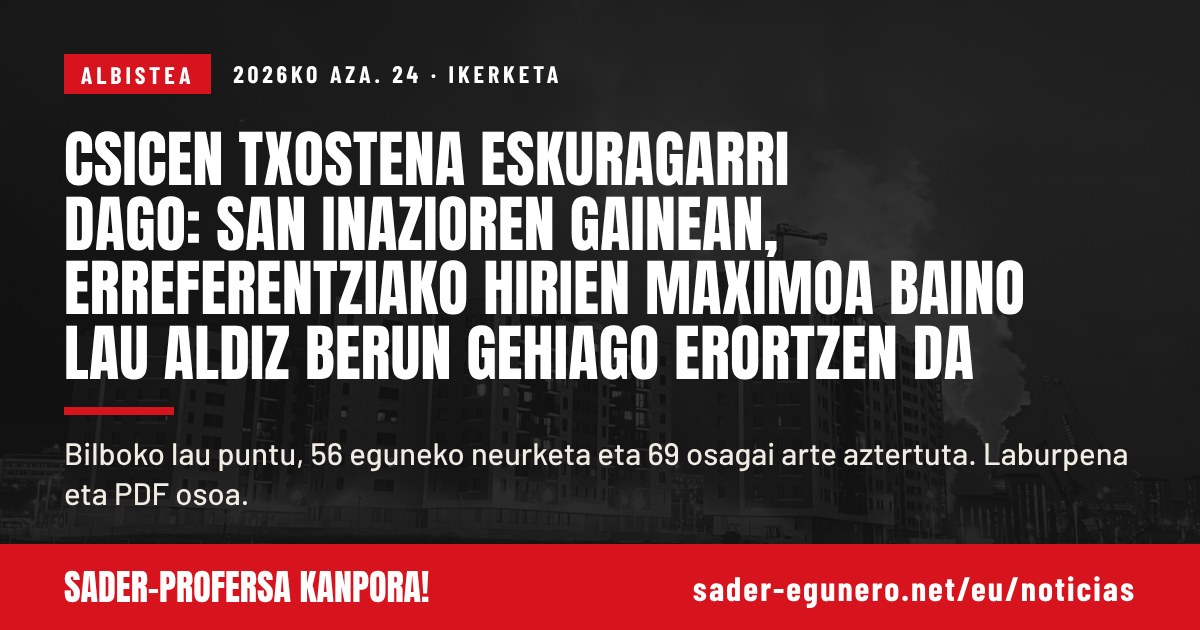 ALBISTEA
2026KO AZA. 24 · IKERKETA
CSICEN TXOSTENA ESKURAGARRI
DAGO: SAN INAZIOREN GAINEAN,
ERREFERENTZIAKO HIRIEN MAXIMOA BAINO
LAU ALDIZ BERUN GEHIAGO ERORTZEN DA
Bilboko lau puntu, 56 eguneko neurketa eta 69 osagai arte aztertuta. Laburpena
eta PDF osoa.
SADER-PROFERSA KANPORA!
sader-egunero.net/eu/noticias